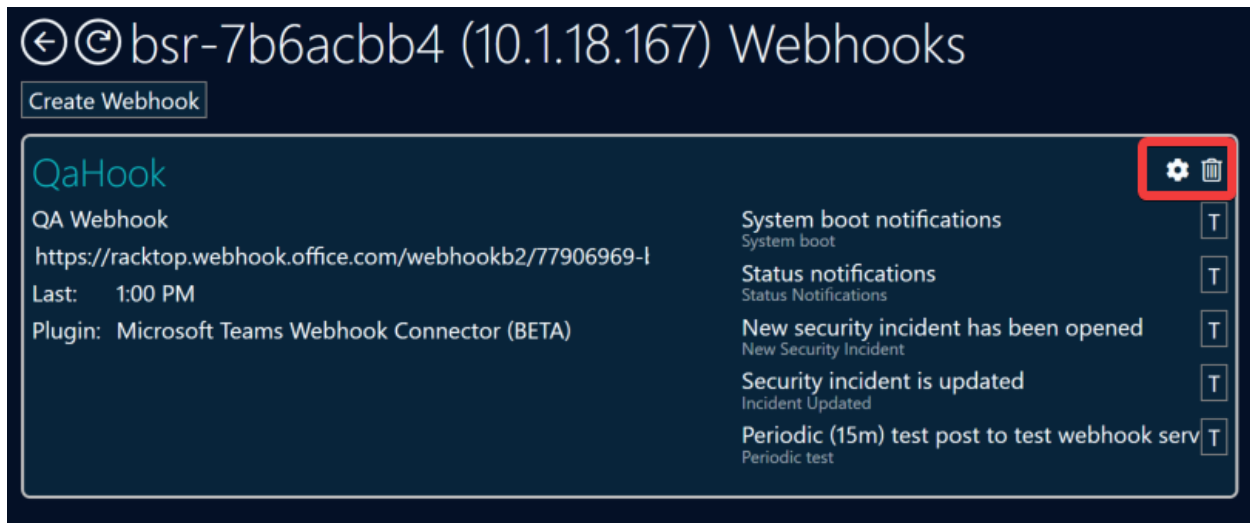 bsr-7b6acbb4 (10.1.18.167) Webhooks
Create Webhook
QaHook
QA Webhook
https://racktop.webhook.office.com/webhookb2/77906969-
Last: 1:00 PM
Plugin: Microsoft Teams Webhook Connector (BETA)
System boot notifications T
System boot
Status notifications T
Status Notifications
New security incident has been opened T
New Security Incident
Security incident is updated T
Incident Updated
Periodic (15m) test post to test webhook serv T
Periodic test